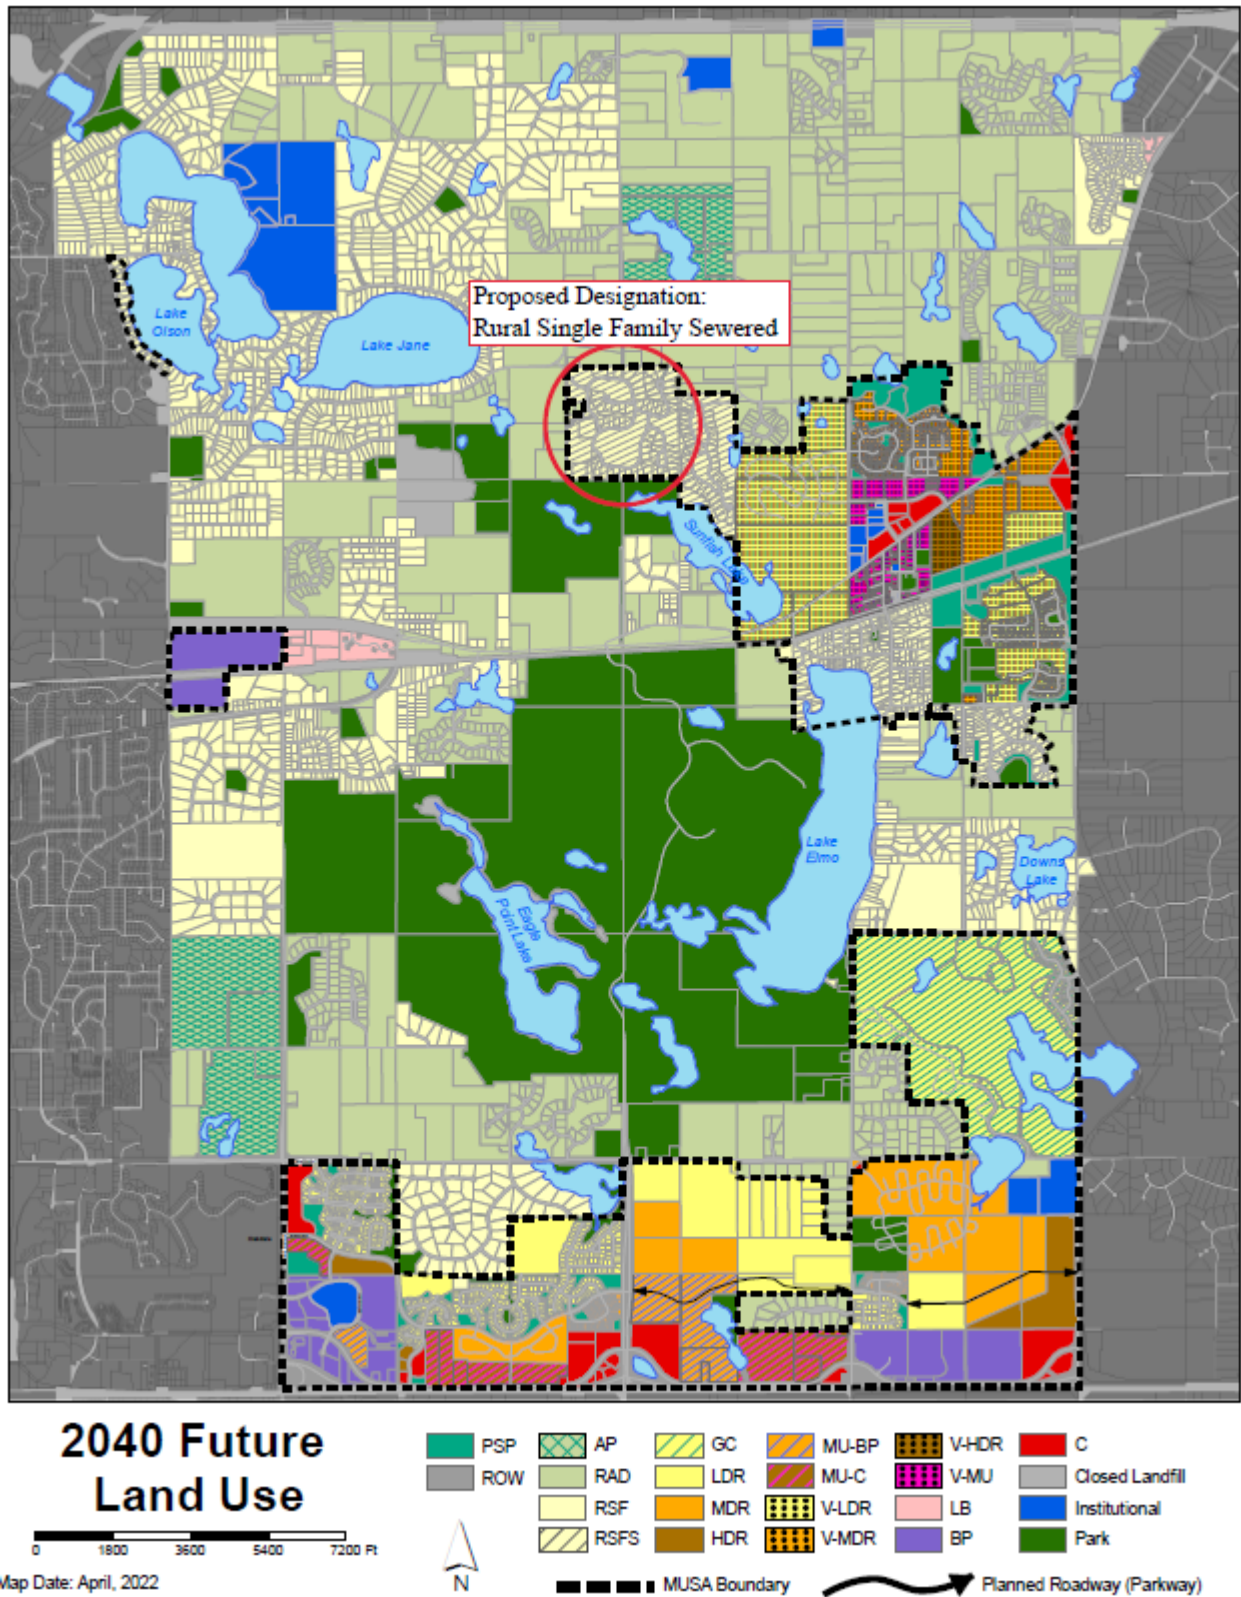 Proposed Designation:
Rural Single Family Sewered
Lake
Olson
Lake Jane
Sunfish Lake
Lake
Elmo
Downs
Lake
Eagle
Point Lake
2040 Future
Land Use
0 1800 3600 5400 7200 Ft
Map Date: April, 2022
N
PSP
ROW
AP
RAD
RSF
RSFS
GC
LDR
MDR
HDR
MU-BP
MU-C
V-LDR
V-MDR
V-HDR
V-MU
LB
BP
C
Closed Landfill
Institutional
Park
MUSA Boundary
Planned Roadway (Parkway)